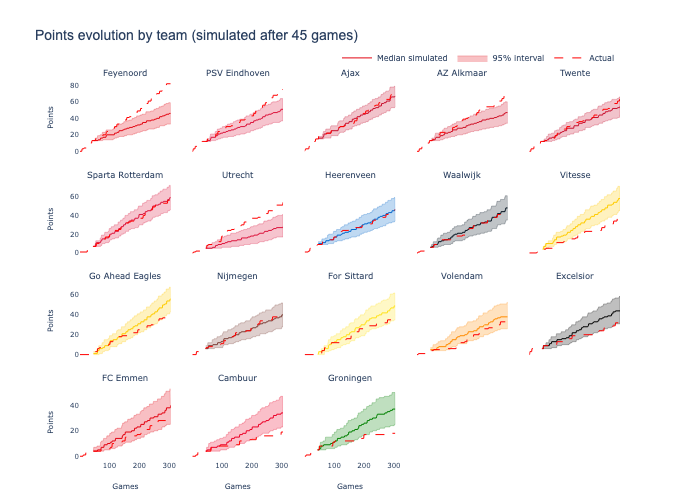 Points evolution by team (simulated after 45 games)
Median simulated 95% interval Actual
Feyenoord PSV Eindhoven Ajax AZ Alkmaar Twente
80
60
40
20
0
Points
Sparta Rotterdam Utrecht Heerenveen Waalwijk Vitesse
60
40
20
0
Points
Go Ahead Eagles Nijmegen For Sittard Volendam Excelsior
60
40
20
0
Points
FC Emmen Cambuur Groningen
40
20
0
Points
100 200 300 100 200 300 100 200 300
Games Games Games